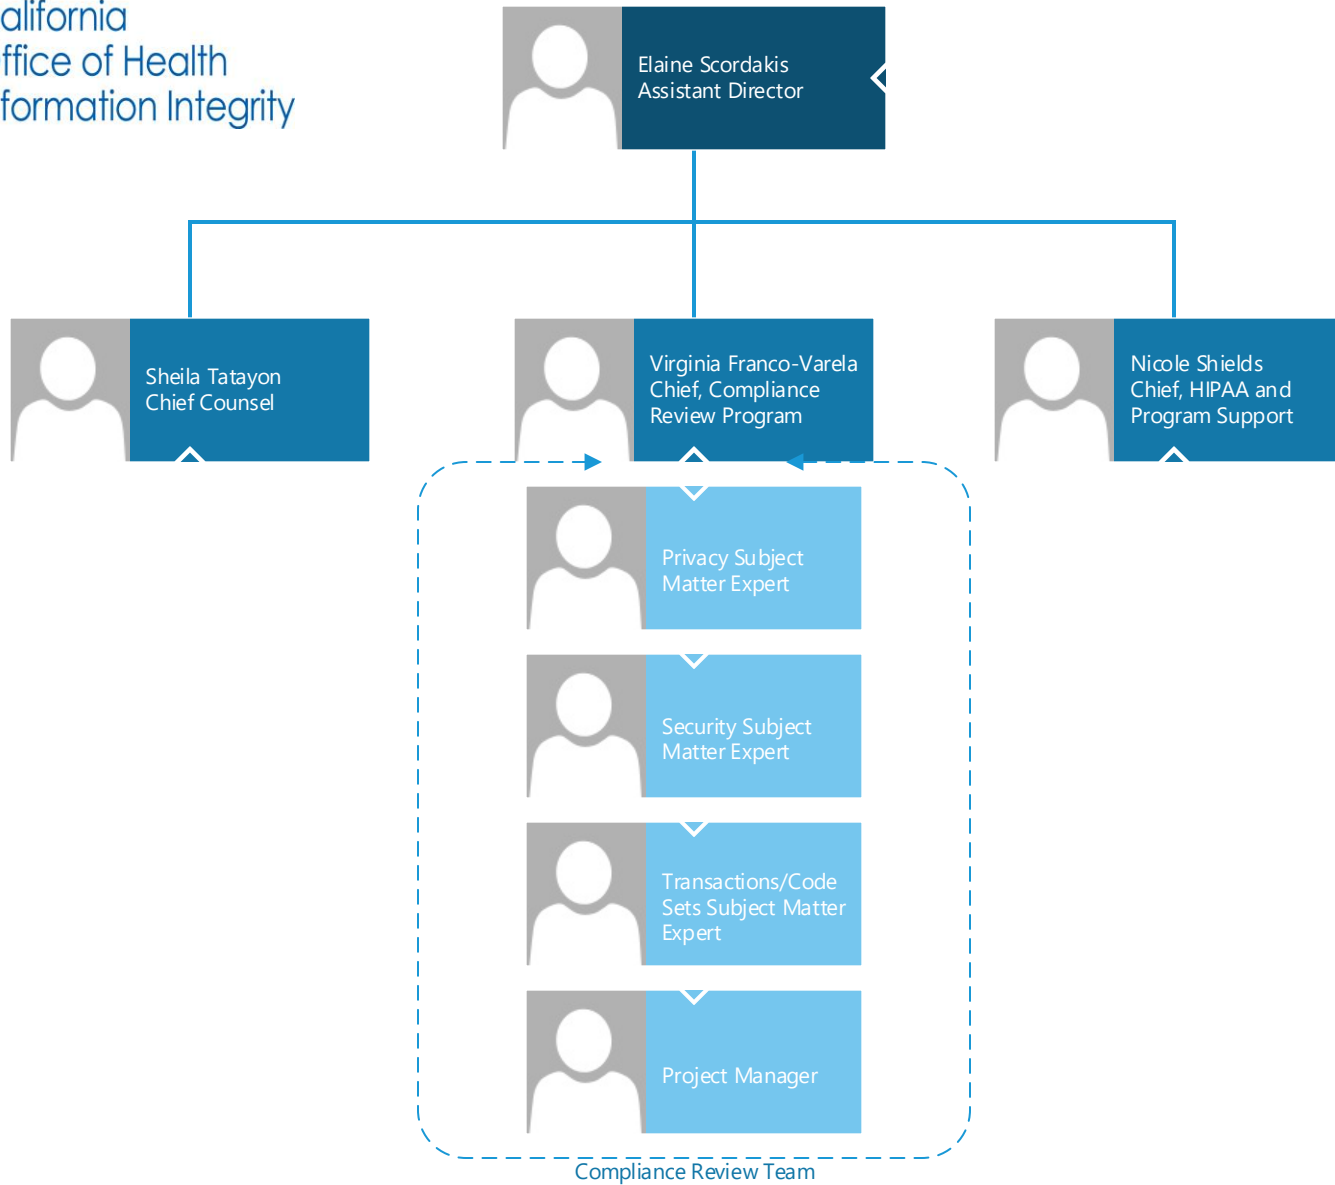 alifornia
ffice of Health
formation Integrity
Elaine Scordakis
Assistant Director
Sheila Tatayon
Chief Counsel
Virginia Franco-Varela
Chief, Compliance
Review Program
Nicole Shields
Chief, HIPAA and
Program Support
Privacy Subject
Matter Expert
Security Subject
Matter Expert
Transactions/Code
Sets Subject Matter
Expert
Project Manager
Compliance Review Team